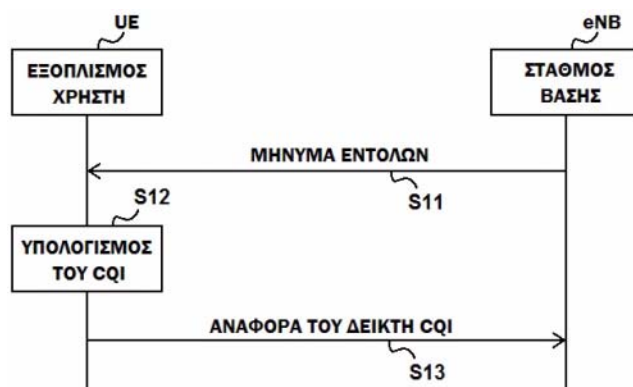 UE
eNB
ΕΞΟΠΛΙΣΜΟΣ
ΧΡΗΣΤΗ
ΣΤΑΘΜΟΣ
ΒΑΣΗΣ
ΜΗΝΥΜΑ ΕΝΤΟΛΩΝ
S11
S12
ΥΠΟΛΟΓΙΣΜΟΣ
ΤΟΥ CQI
ΑΝΑΦΟΡΑ ΤΟΥ ΔΕΙΚΤΗ CQI
S13